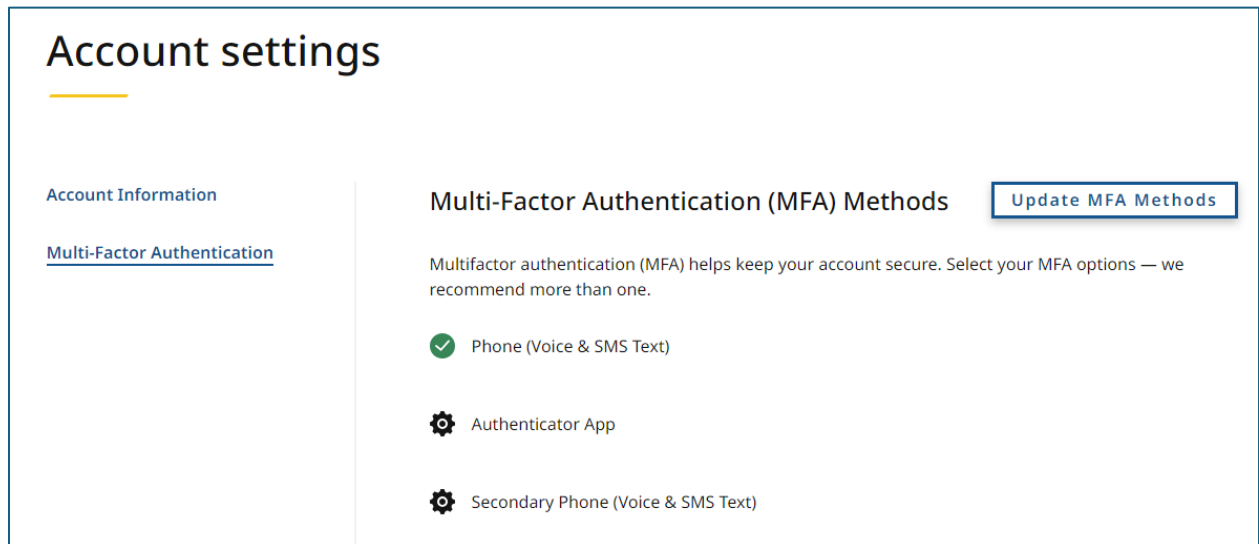 Account settings
Account Information
Multi-Factor Authentication
Multi-Factor Authentication (MFA) Methods
Update MFA Methods
Multifactor authentication (MFA) helps keep your account secure. Select your MFA options — we
recommend more than one.
Phone (Voice & SMS Text)
Authenticator App
Secondary Phone (Voice & SMS Text)